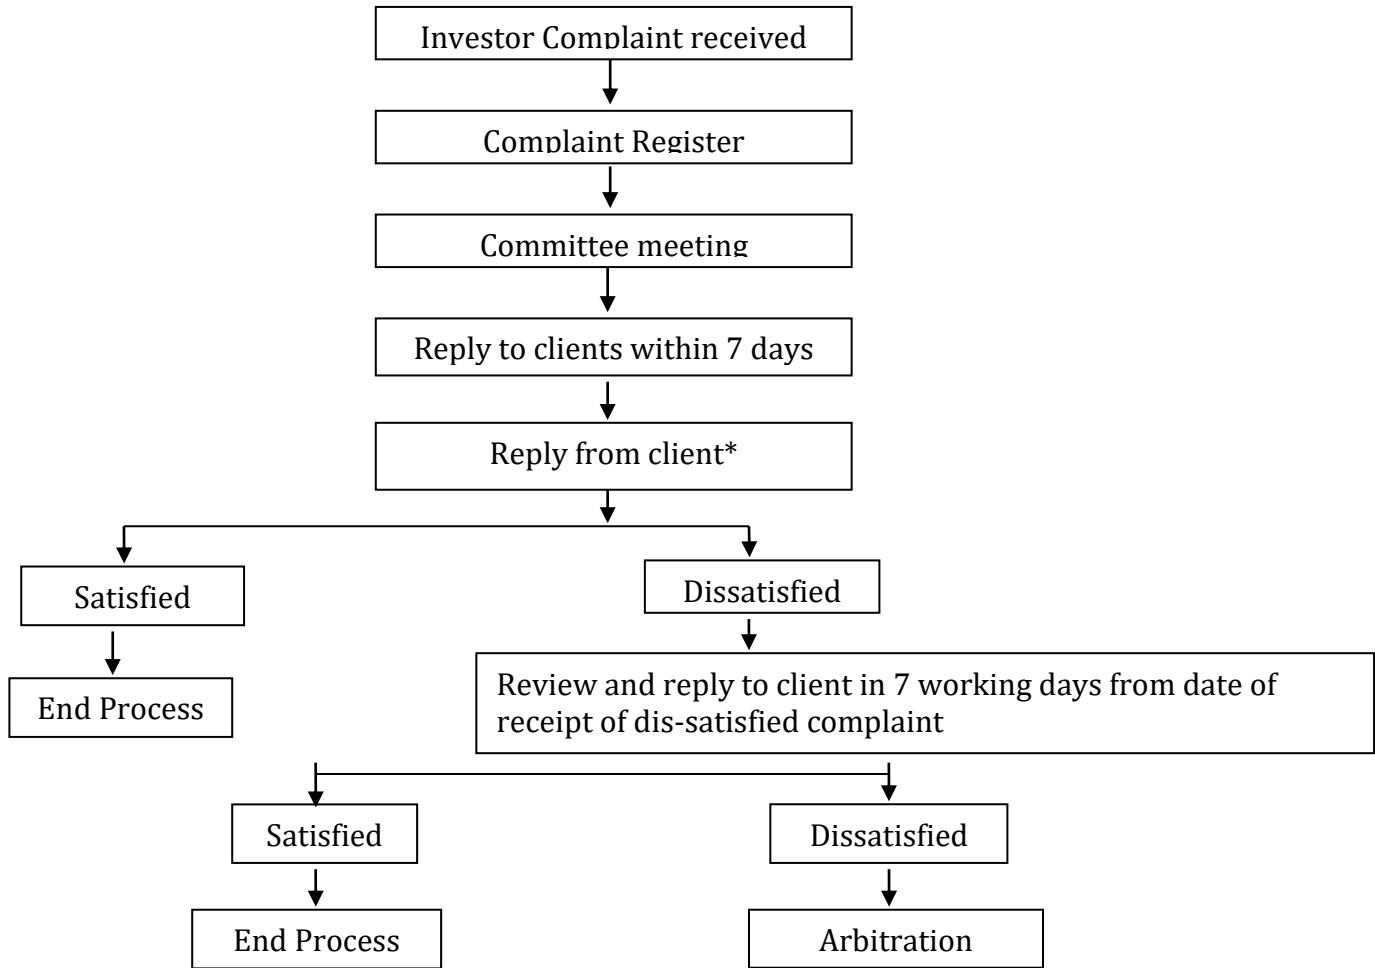 Investor Complaint received
Complaint Register
Committee meeting
Reply to clients within 7 days
Reply from client*
Satisfied
Dissatisfied
End Process
Review and reply to client in 7 working days from date of
receipt of dis-satisfied complaint
Satisfied
Dissatisfied
End Process
Arbitration